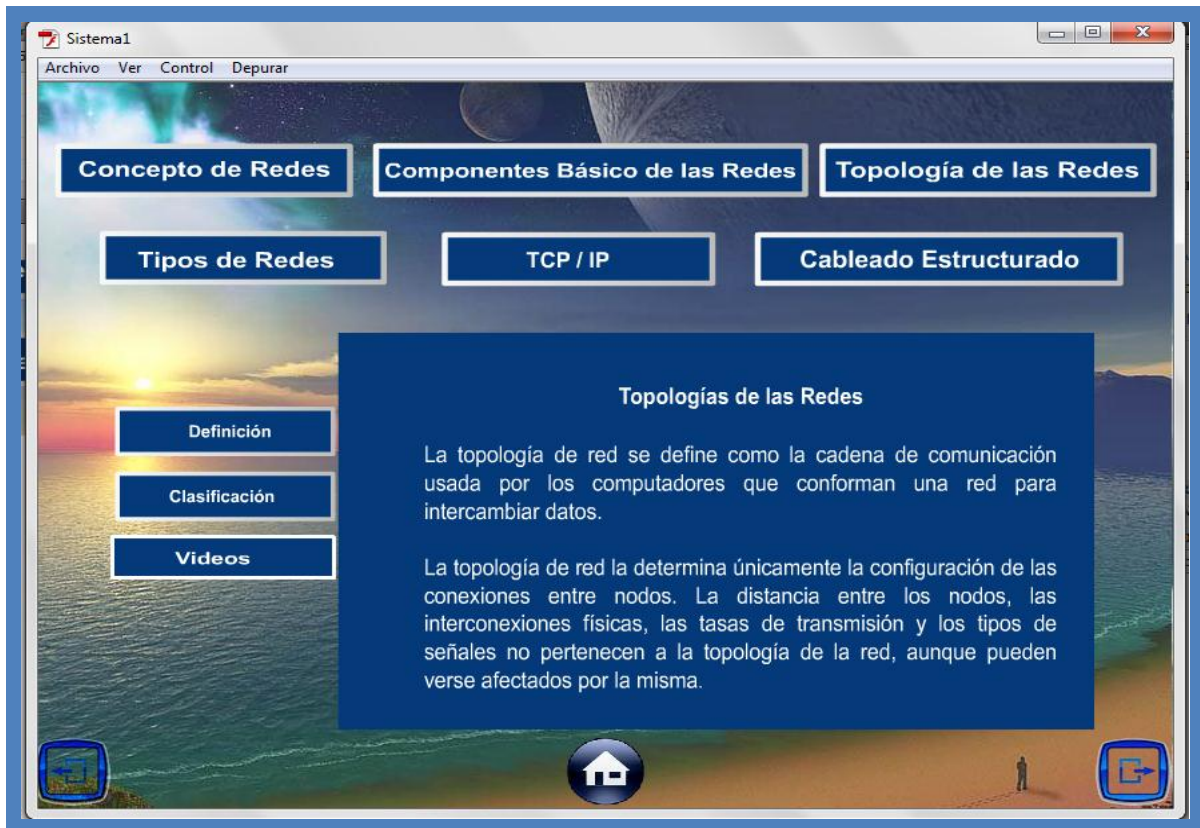 Sistema1
Archivo Ver Control Depurar
Concepto de Redes
Componentes Básico de las Redes
Topología de las Redes
Tipos de Redes
TCP / IP
Cableado Estructurado
Definición
Clasificación
Videos
Topologías de las Redes
La topología de red se define como la cadena de comunicación
usada por los computadores que conforman una red para
intercambiar datos.
La topología de red la determina únicamente la configuración de las
conexiones entre nodos. La distancia entre los nodos, las
interconexiones físicas, las tasas de transmisión y los tipos de
señales no pertenecen a la topología de la red, aunque pueden
verse afectados por la misma.